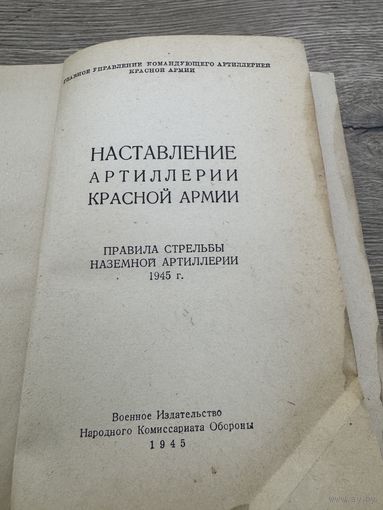 ГЛАВНОЕ УПРАВЛЕНИЕ КОМАНДУЮЩЕГО АРТИЛЛЕРИЕЙ
КРАСНОЙ АРМИИ
НАСТАВЛЕНИЕ
АРТИЛЛЕРИИ
КРАСНОЙ АРМИИ
ПРАВИЛА СТРЕЛЬБЫ
НАЗЕМНОЙ АРТИЛЛЕРИИ
1945 г.
Военное Издательство
Народного Комиссариата Обороны
1945